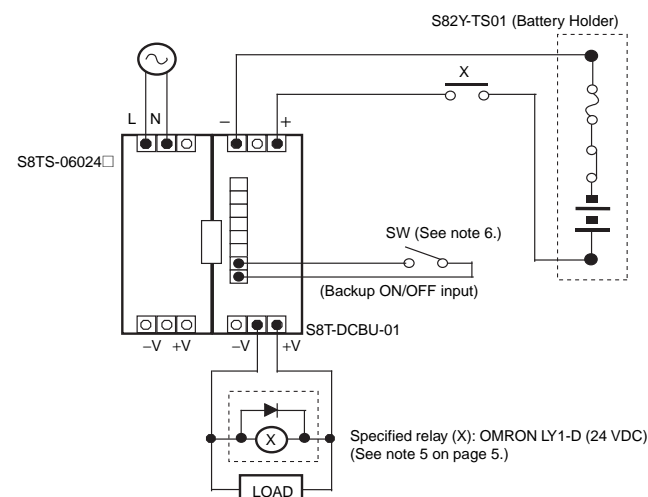 S82Y-TS01 (Battery Holder)
X
L N − +
S8TS-06024□
SW (See note 6.)
(Backup ON/OFF input)
S8T-DCBU-01
−V +V −V +V
X
Specified relay (X): OMRON LY1-D (24 VDC)
(See note 5 on page 5.)
LOAD